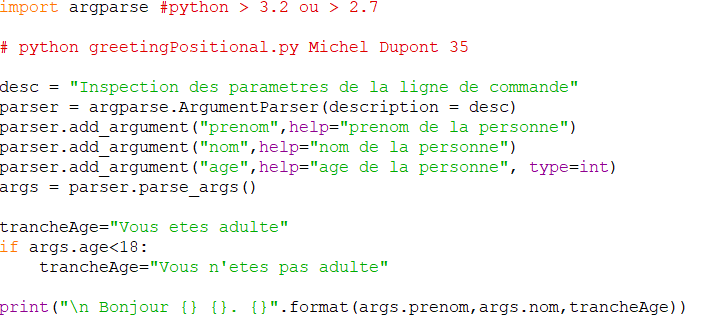 import argparse #python > 3.2 ou > 2.7
# python greetingPositional.py Michel Dupont 35
desc = "Inspection des parametres de la ligne de commande"
parser = argparse.ArgumentParser(description = desc)
parser.add_argument("prenom",help="prenom de la personne")
parser.add_argument("nom",help="nom de la personne")
parser.add_argument("age",help="age de la personne", type=int)
args = parser.parse_args()
trancheAge="Vous etes adulte"
if args.age<18:
    trancheAge="Vous n'etes pas adulte"
print("\n Bonjour {} {}. {}".format(args.prenom,args.nom,trancheAge))